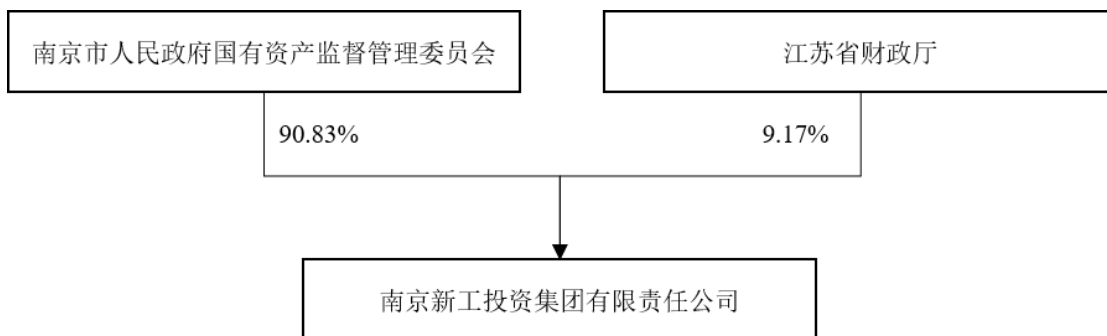 南京市人民政府国有资产监督管理委员会
江苏省财政厅
90.83%
9.17%
南京新工投资集团有限责任公司